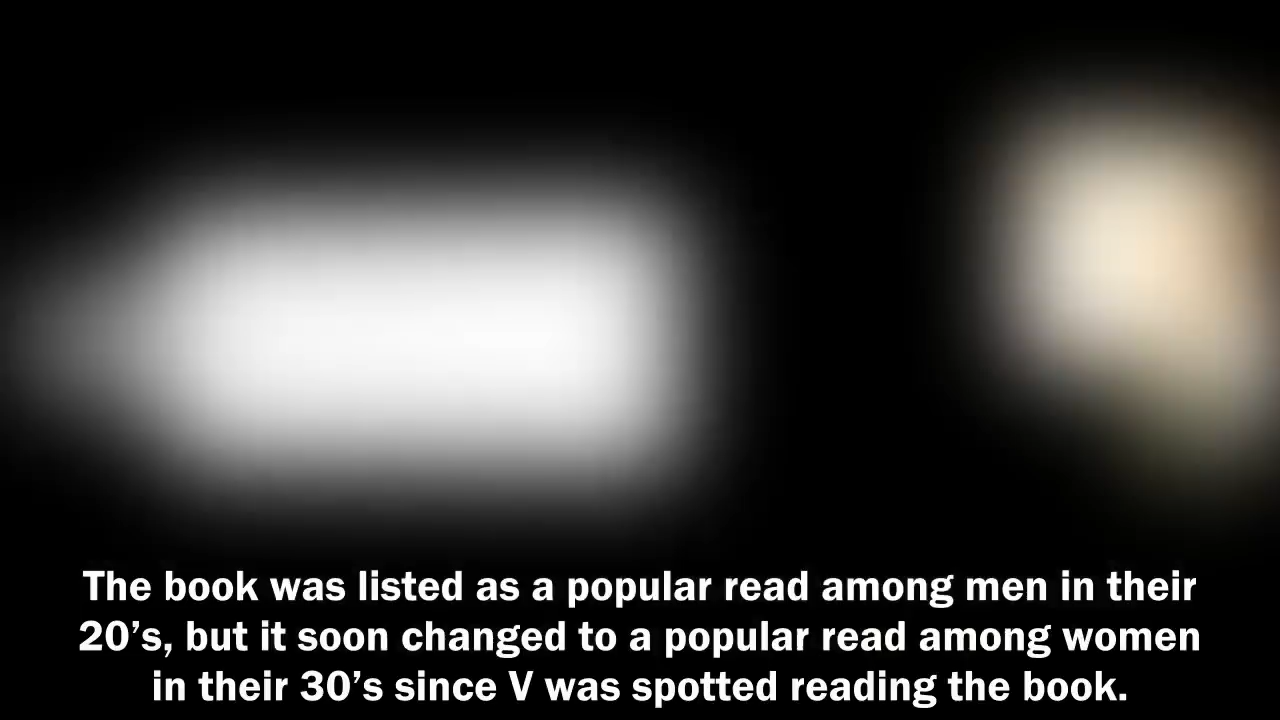 The book was listed as a popular read among men in their
20’s, but it soon changed to a popular read among women
in their 30’s since V was spotted reading the book.